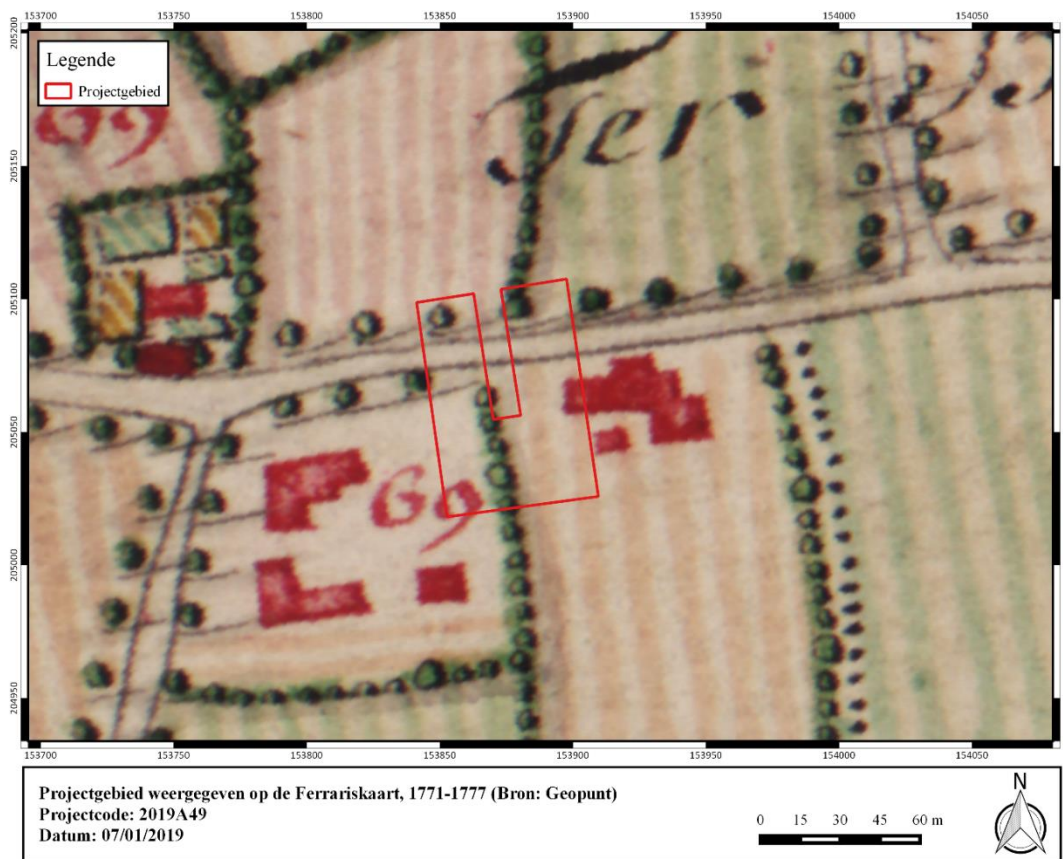 153700 153750 153800 153850 153900 153950 154000 154050
205200
205150
205100
205050
205000
204950
Legende
Projectgebied
69
Ter
69
153700 153750 153800 153850 153900 153950 154000 154050
Projectgebied weergegeven op de Ferrariskaart, 1771-1777 (Bron: Geopunt)
Projectcode: 2019A49
Datum: 07/01/2019
0 15 30 45 60 m
N